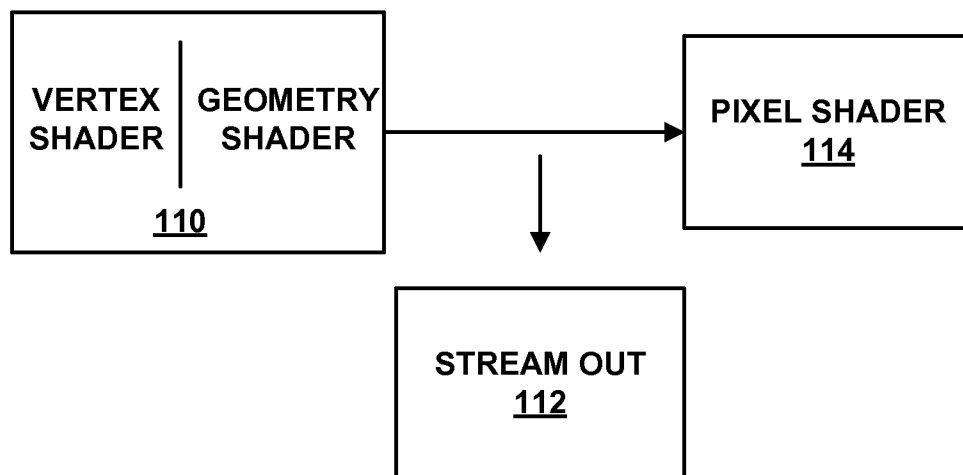 VERTEX SHADER
GEOMETRY SHADER
110
PIXEL SHADER
114
STREAM OUT
112